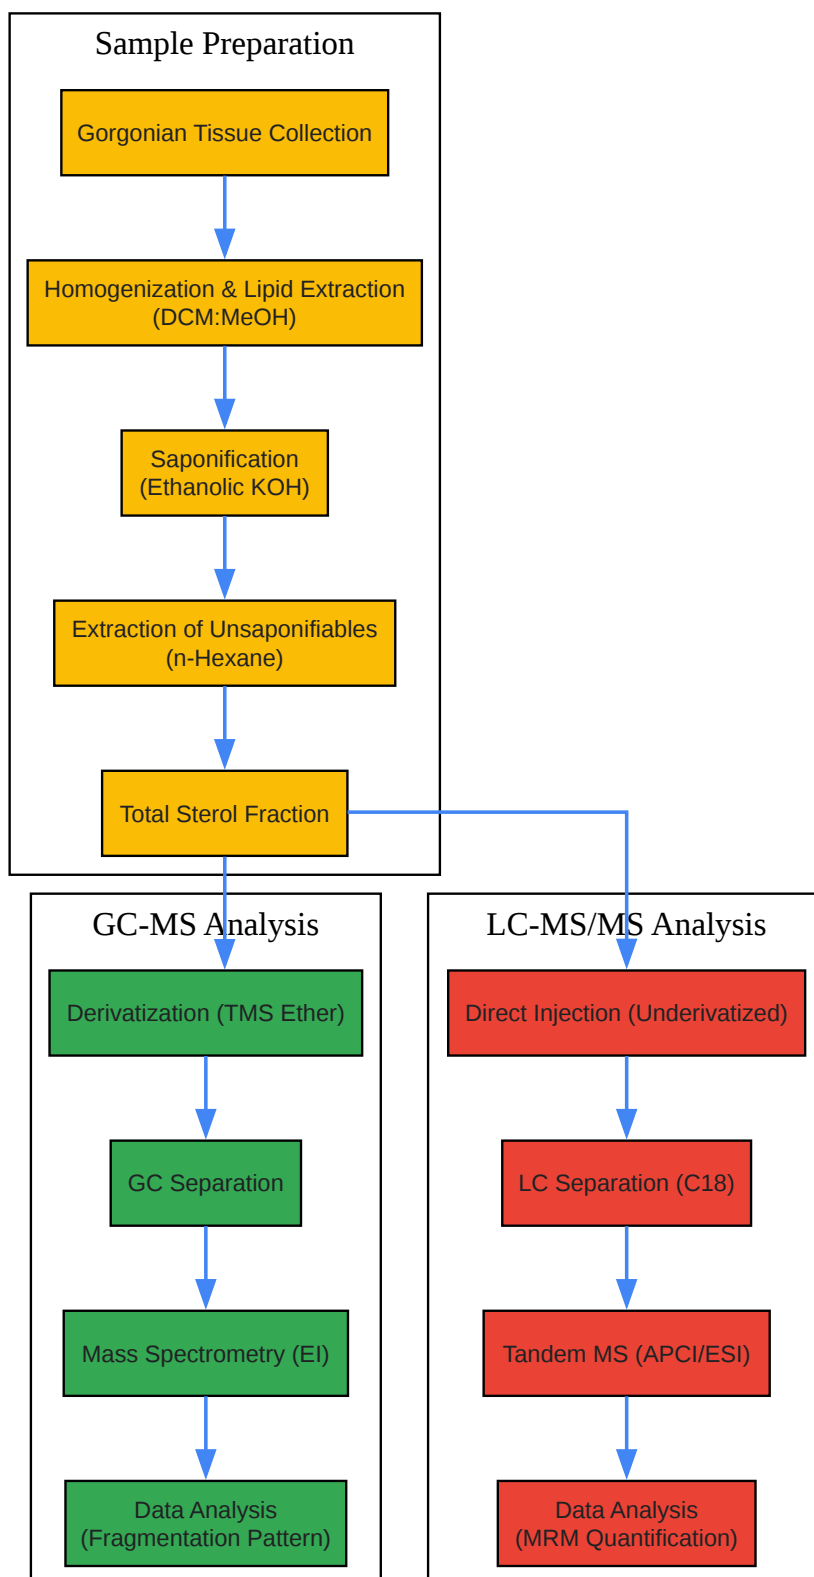 Sample Preparation
Gorgonian Tissue Collection
Homogenization & Lipid Extraction
(DCM:MeOH)
Saponification
(Ethanolic KOH)
Extraction of Unsaponifiables
(n-Hexane)
Total Sterol Fraction
GC-MS Analysis
Derivatization (TMS Ether)
GC Separation
Mass Spectrometry (EI)
Data Analysis
(Fragmentation Pattern)
LC-MS/MS Analysis
Direct Injection (Underivatized)
LC Separation (C18)
Tandem MS (APCI/ESI)
Data Analysis
(MRM Quantification)